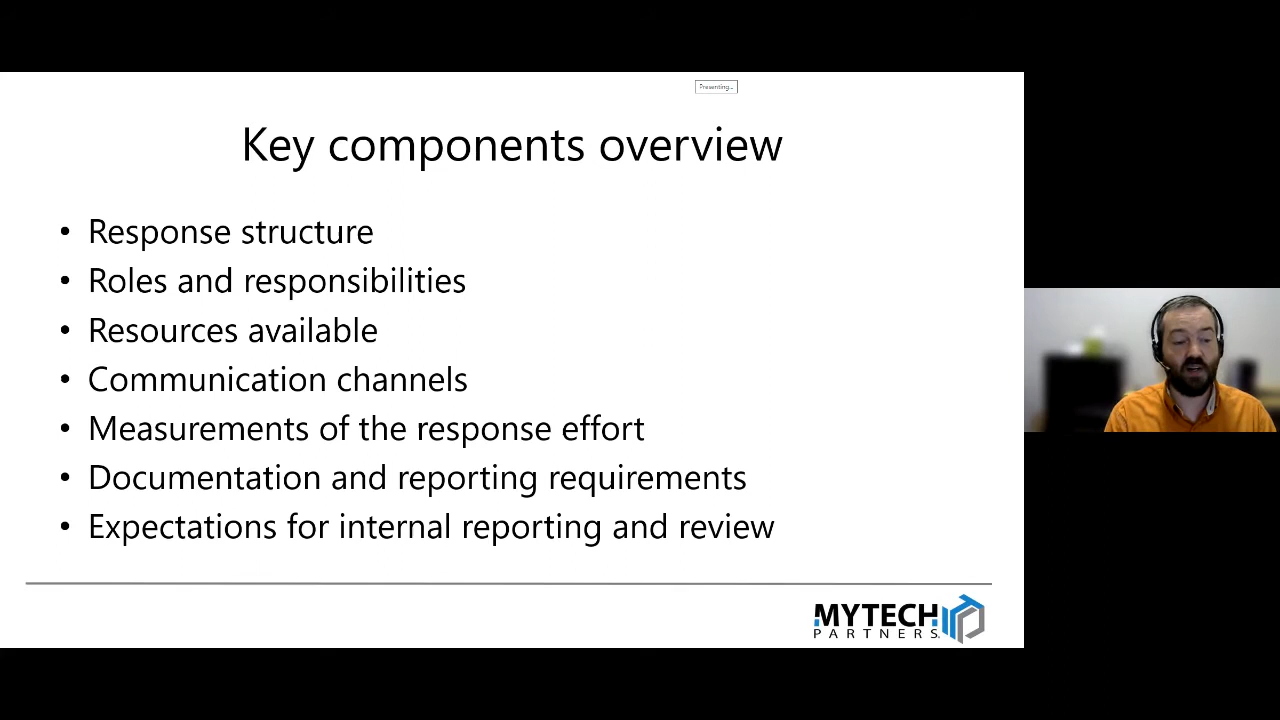 Presenting...
Key components overview
• Response structure
• Roles and responsibilities
• Resources available
• Communication channels
• Measurements of the response effort
• Documentation and reporting requirements
• Expectations for internal reporting and review
MYTECH
PARTNERS